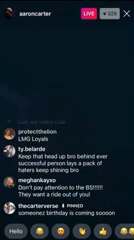 aaroncarter
LIVE
329
protectthelion
LMG Loyals
ty.belarde
Keep that head up bro behind ever
successful person lays a pack of
haters keep shining bro
meghankayxo
Don't pay attention to the BS!!!!!!
They want a ride out of you!
thecarterverse PINNED
someonez birthday is coming sooooon
Hello